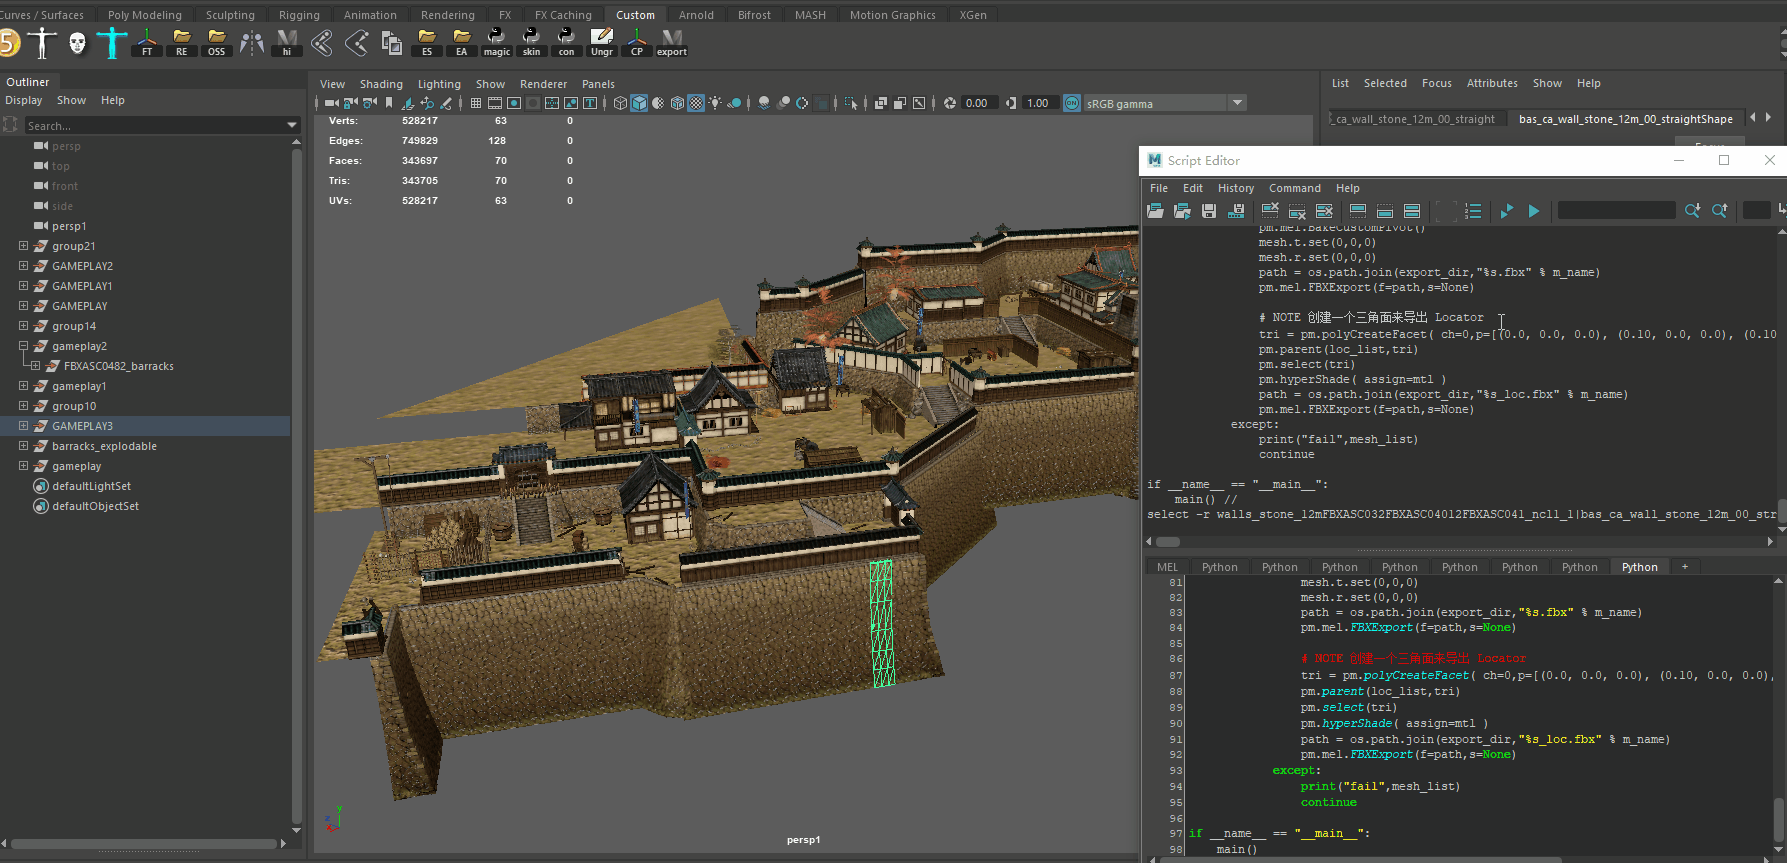 Curves / Surfaces Poly Modeling Sculpting Rigging Animation Rendering FX FX Caching Custom Arnold Bifrost MASH Motion Graphics XGen
5 FT RE OSS hi ES EA magic skin con Ungr CP export
Outliner
Display Show Help
Search...
persp
top
front
side
persp1
group21
GAMEPLAY2
GAMEPLAY1
GAMEPLAY
group14
gameplay2
FBXASC0482_barracks
gameplay1
group10
GAMEPLAY3
barracks_explodable
gameplay
defaultLightSet
defaultObjectSet
View Shading Lighting Show Renderer Panels
0.00 1.00 ON sRGB gamma
Verts: 528217 63 0
Edges: 749829 128 0
Faces: 343697 70 0
Tris: 343705 70 0
UVs: 528217 63 0
y
z
persp1
List Selected Focus Attributes Show Help
_ca_wall_stone_12m_00_straight bas_ca_wall_stone_12m_00_straightShape
M Script Editor
File Edit History Command Help
pm.mel.BakeCustomPivot()
mesh.t.set(0,0,0)
mesh.r.set(0,0,0)
path = os.path.join(export_dir,"%s.fbx" % m_name)
pm.mel.FBXExport(f=path,s=None)
# NOTE 创建一个三角面来导出 Locator
tri = pm.polyCreateFacet( ch=0,p=[(0.0, 0.0, 0.0), (0.10, 0.0, 0.0), (0.10
pm.parent(loc_list,tri)
pm.select(tri)
pm.hyperShade( assign=mtl )
path = os.path.join(export_dir,"%s_loc.fbx" % m_name)
pm.mel.FBXExport(f=path,s=None)
except:
print("fail",mesh_list)
continue
if __name__ == "__main__":
main() //
select -r walls_stone_12mFBXASC032FBXASC04012FBXASC041_ncl1_1|bas_ca_wall_stone_12m_00_str
MEL Python Python Python Python Python Python Python Python +
81 mesh.t.set(0,0,0)
82 mesh.r.set(0,0,0)
83 path = os.path.join(export_dir,"%s.fbx" % m_name)
84 pm.mel.FBXExport(f=path,s=None)
85
86 # NOTE 创建一个三角面来导出 Locator
87 tri = pm.polyCreateFacet( ch=0,p=[(0.0, 0.0, 0.0), (0.10, 0.0, 0.0),
88 pm.parent(loc_list,tri)
89 pm.select(tri)
90 pm.hyperShade( assign=mtl )
91 path = os.path.join(export_dir,"%s_loc.fbx" % m_name)
92 pm.mel.FBXExport(f=path,s=None)
93 except:
94 print("fail",mesh_list)
95 continue
96
97 if __name__ == "__main__":
98 main()